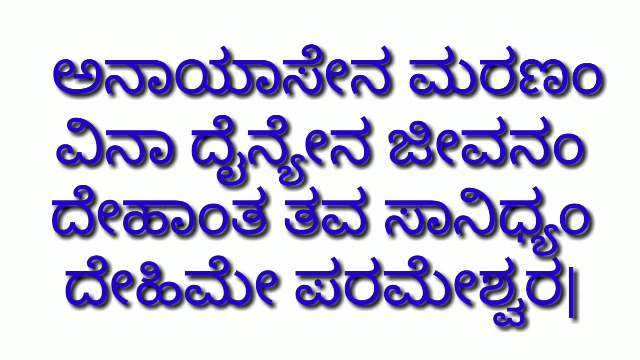 ಅನಾಯಾಸೇನ ಮರಣಂ
ವಿನಾ ದೈನ್ಯೇನ ಜೀವನಂ
ದೇಹಾಂತ ತವ ಸಾನಿಧ್ಯಂ
ದೇಹಿಮೇ ಪರಮೇಶ್ವರ|